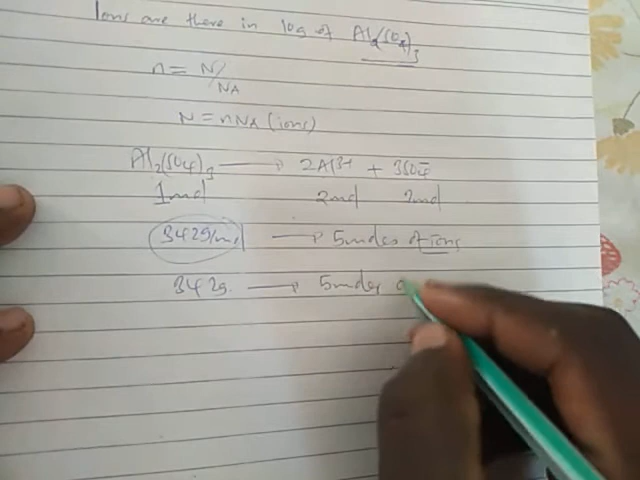 Ions are there in 10g of Al₂(SO₄)₃
n = N/NA
N = nNA (ions)
Al₂(SO₄)₃ → 2Al³⁺ + 3SO₄⁻
1mol 2mol 3mol
342g/mol → 5moles of ions
342g. → 5moles o